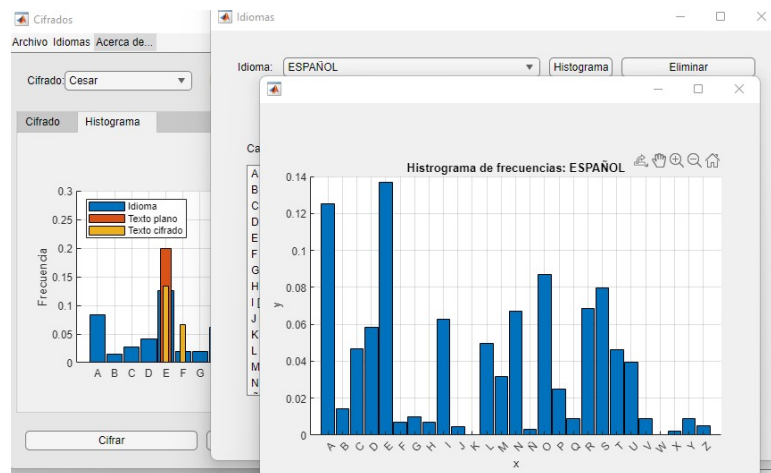 Cifrados
Archivo Idiomas Acerca de...
Cifrado: Cesar
Cifrado Histograma
0.3
0.25
0.2
0.15
0.1
0.05
0
Frecuencia
Idioma
Texto plano
Texto cifrado
A B C D E F G
Cifrar
Idiomas
Idioma: ESPAÑOL Histograma Eliminar
Ca
A
B
C
D
E
F
G
H
I [
J
K
L
M
N
Histrograma de frecuencias: ESPAÑOL
0.14
0.12
0.1
0.08
0.06
0.04
0.02
0
y
A B C D E F G H I J K L M N Ñ O P Q R S T U V W X Y Z
x